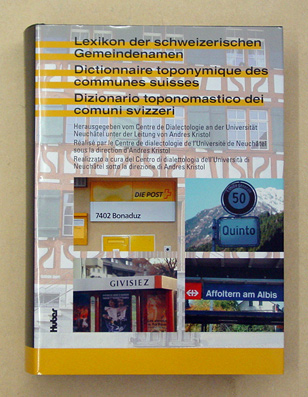 Lexikon der schweizerischen
Gemeindenamen
Dictionnaire toponymique des
communes suisses
Dizionario toponomastico dei
comuni svizzeri
Herausgegeben vom Centre de Dialectologie an der Universität
Neuchâtel unter der Leitung von Andres Kristol
Réalisé par le Centre de dialectologie de l'Université de Neuchâtel
sous la direction d'Andres Kristol
Realizzato a cura del Centro di dialettologia dell'Università di
Neuchâtel sotto la direzione di Andres Kristol
DIE POST
7402 Bonaduz
50
Quinto
GIVISIEZ
Affoltern am Albis
Huber